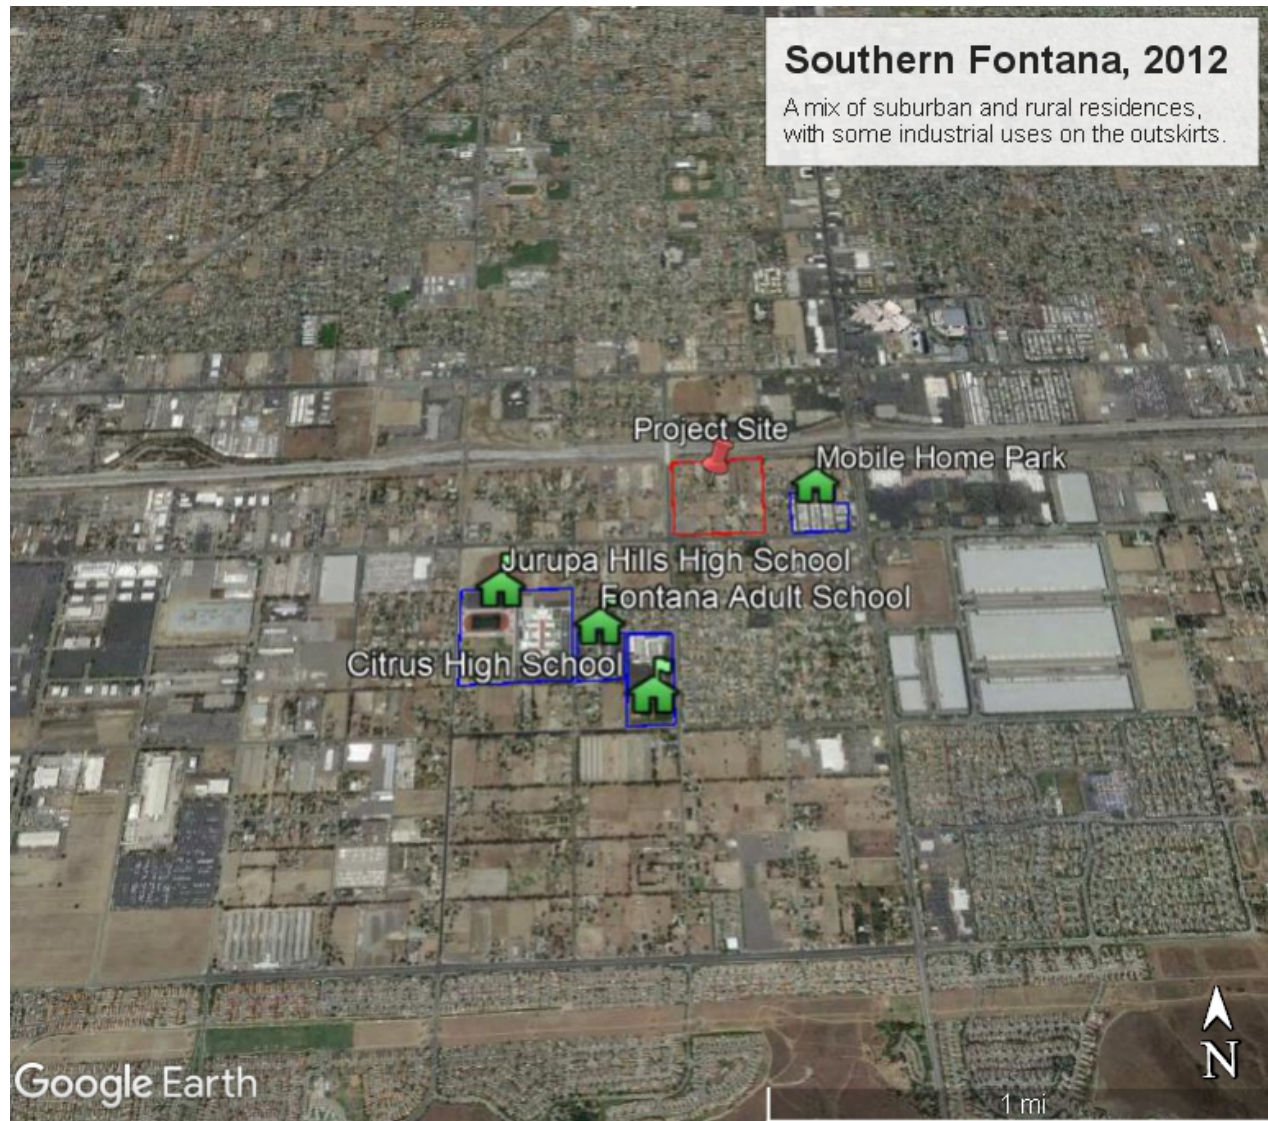 Southern Fontana, 2012
A mix of suburban and rural residences,
with some industrial uses on the outskirts.
Project Site
Mobile Home Park
Jurupa Hills High School
Fontana Adult School
Citrus High School
N
Google Earth
1 mi